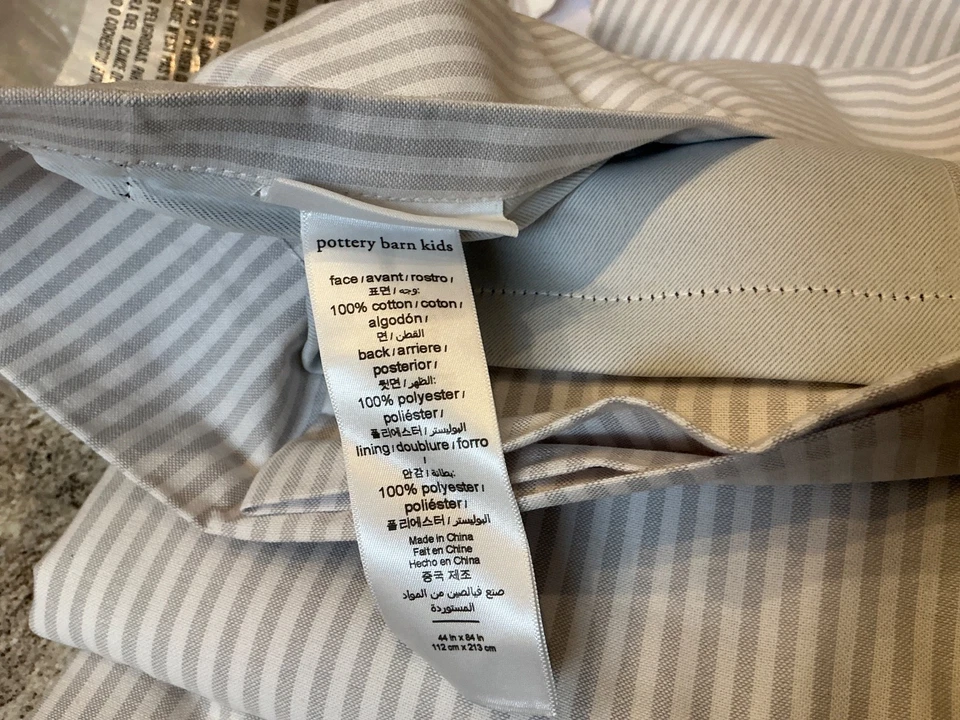 pottery barn kids
face / avant / rostro /
표면 / وجه:
100% cotton / coton /
algodón /
면 / القطن
back / arriere /
posterior /
뒷면 / الظهر:
100% polyester /
poliéster /
폴리에스터 / البوليستر
lining / doublure / forro
/
안감 / بطانة:
100% polyester /
poliéster /
폴리에스터 / البوليستر
Made in China
Fait en Chine
Hecho en China
중국 제조
صنع فيالصين من المواد
المستوردة
44 in x 84 in
112 cm x 213 cm